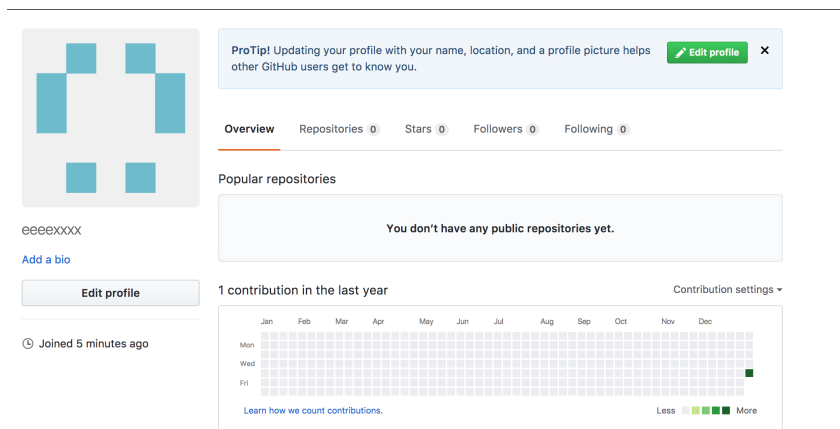 ProTip! Updating your profile with your name, location, and a profile picture helps
other GitHub users get to know you.
Edit profile
Overview Repositories 0 Stars 0 Followers 0 Following 0
Popular repositories
You don’t have any public repositories yet.
eeeexxxx
Add a bio
Edit profile
Joined 5 minutes ago
1 contribution in the last year
Contribution settings
Jan Feb Mar Apr May Jun Jul Aug Sep Oct Nov Dec
Mon
Wed
Fri
Learn how we count contributions.
Less More